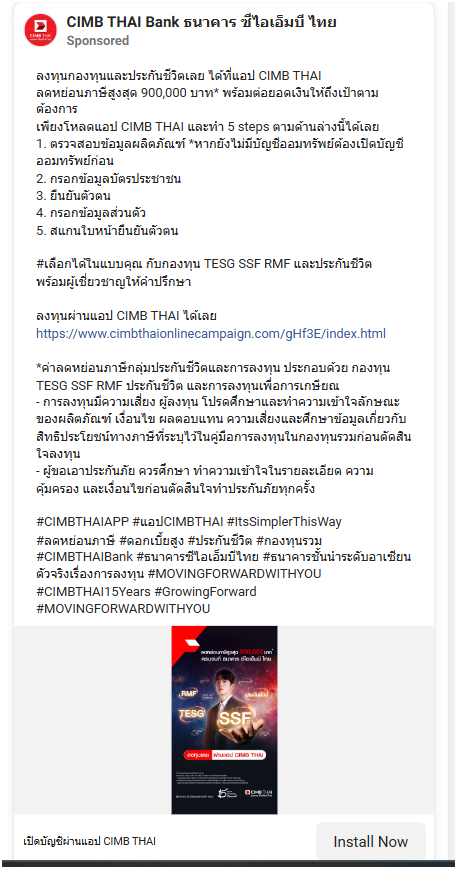 CIMB THAI Bank ธนาคาร ซีไอเอ็มบี ไทย
Sponsored
ลงทุนกองทุนและประกันชีวิตเลย ได้ที่แอป CIMB THAI
ลดหย่อนภาษีสูงสุด 900,000 บาท* พร้อมต่อยอดเงินให้ถึงเป้าตาม
ต้องการ
เพียงโหลดแอป CIMB THAI และทำ 5 steps ตามด้านล่างนี้ได้เลย
1. ตรวจสอบข้อมูลผลิตภัณฑ์ *หากยังไม่มีบัญชีออมทรัพย์ต้องเปิดบัญชี
ออมทรัพย์ก่อน
2. กรอกข้อมูลบัตรประชาชน
3. ยืนยันตัวตน
4. กรอกข้อมูลส่วนตัว
5. สแกนใบหน้ายืนยันตัวตน
#เลือกได้ในแบบคุณ กับกองทุน TESG SSF RMF และประกันชีวิต
พร้อมผู้เชี่ยวชาญให้คำปรึกษา
ลงทุนผ่านแอป CIMB THAI ได้เลย
https://www.cimbthaionlinecampaign.com/gHf3E/index.html
*ค่าลดหย่อนภาษีกลุ่มประกันชีวิตและการลงทุน ประกอบด้วย กองทุน
TESG SSF RMF ประกันชีวิต และการลงทุนเพื่อการเกษียณ
- การลงทุนมีความเสี่ยง ผู้ลงทุน โปรดศึกษาและทำความเข้าใจลักษณะ
ของผลิตภัณฑ์ เงื่อนไข ผลตอบแทน ความเสี่ยงและศึกษาข้อมูลเกี่ยวกับ
สิทธิประโยชน์ทางภาษีที่ระบุไว้ในคู่มือการลงทุนในกองทุนรวมก่อนตัดสิน
ใจลงทุน
- ผู้ขอเอาประกันภัย ควรศึกษา ทำความเข้าใจในรายละเอียด ความ
คุ้มครอง และเงื่อนไขก่อนตัดสินใจทำประกันภัยทุกครั้ง
#CIMBTHAIAPP #แอปCIMBTHAI #ItsSimplerThisWay
#ลดหย่อนภาษี #ดอกเบี้ยสูง #ประกันชีวิต #กองทุนรวม
#CIMBTHAIBank #ธนาคารซีไอเอ็มบีไทย #ธนาคารชั้นนำระดับอาเซียน
ตัวจริงเรื่องการลงทุน #MOVINGFORWARDWITHYOU
#CIMBTHAI15Years #GrowingForward
#MOVINGFORWARDWITHYOU
ลดหย่อนภาษีสูงสุด 900,000 บาท*
ครบจบที่ ธนาคาร ซีไอเอ็มบี ไทย
RMF
ประกันชีวิต
TESG
SSF
ลงทุนเลย ผ่านแอป CIMB THAI
CIMB THAI
เปิดบัญชีผ่านแอป CIMB THAI
Install Now